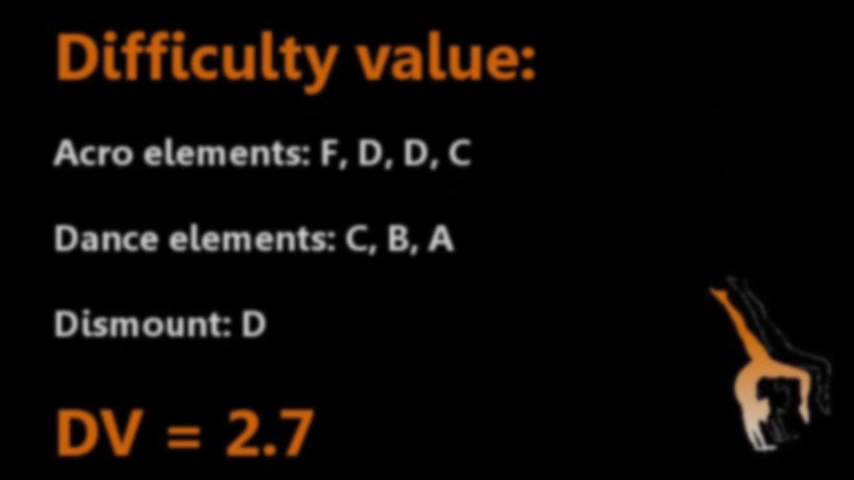 Difficulty value:
Acro elements: F, D, D, C
Dance elements: C, B, A
Dismount: D
DV = 2.7